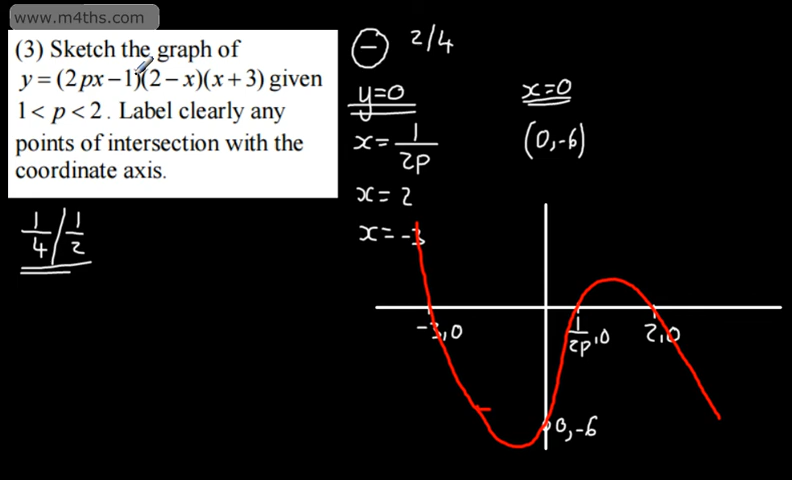 www.m4ths.com
(3) Sketch the graph of
y = (2px − 1)(2 − x)(x + 3) given
1 < p < 2. Label clearly any
points of intersection with the
coordinate axis.
1/4 / 1/2
− 2/4
y=0
x = 1/2p
x = 2
x = -3
x=0
(0,-6)
-3,0
1/2p,0
2,0
0,-6